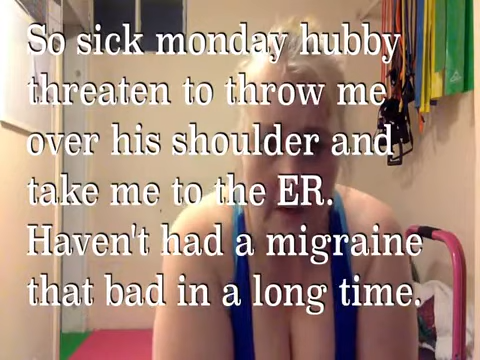 So sick monday hubby
threaten to throw me
over his shoulder and
take me to the ER.
Haven't had a migraine
that bad in a long time.